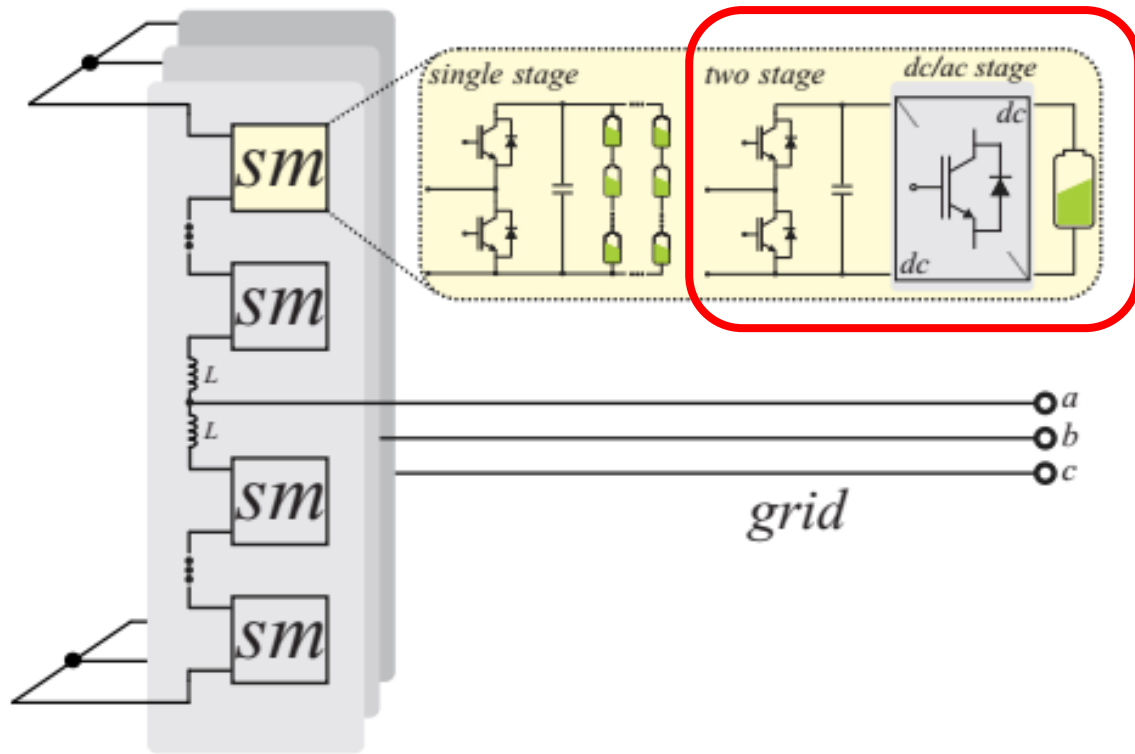 single stage
two stage
dc/ac stage
dc
dc
sm
sm
L
L
sm
sm
a
b
c
grid